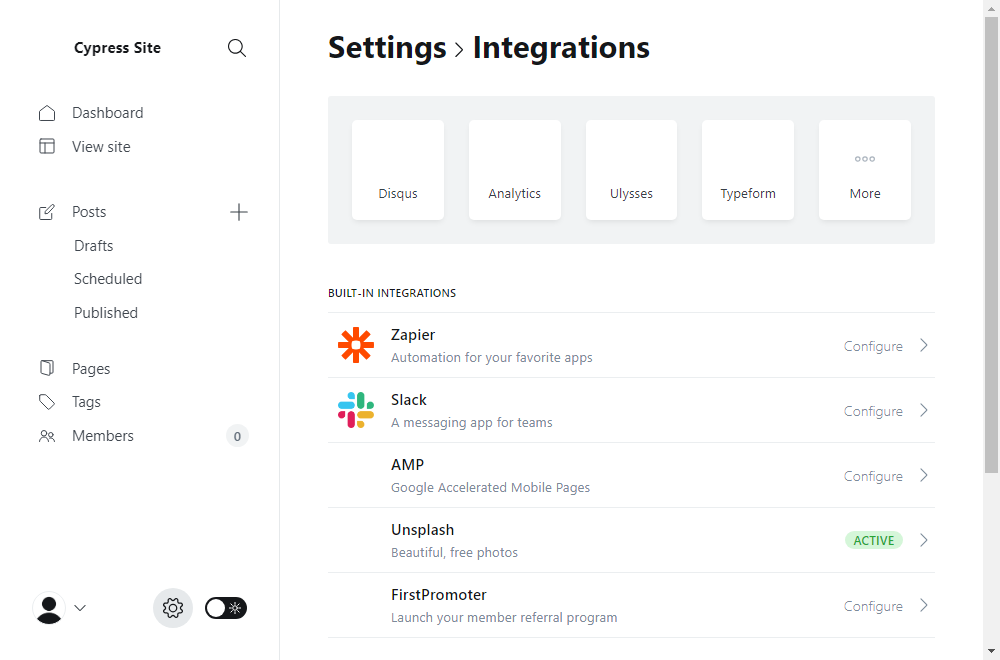 Cypress Site
Dashboard
View site
Posts
Drafts
Scheduled
Published
Pages
Tags
Members 0
Settings > Integrations
Disqus Analytics Ulysses Typeform More
BUILT-IN INTEGRATIONS
Zapier
Automation for your favorite apps
Configure
Slack
A messaging app for teams
Configure
AMP
Google Accelerated Mobile Pages
Configure
Unsplash
Beautiful, free photos
ACTIVE
FirstPromoter
Launch your member referral program
Configure